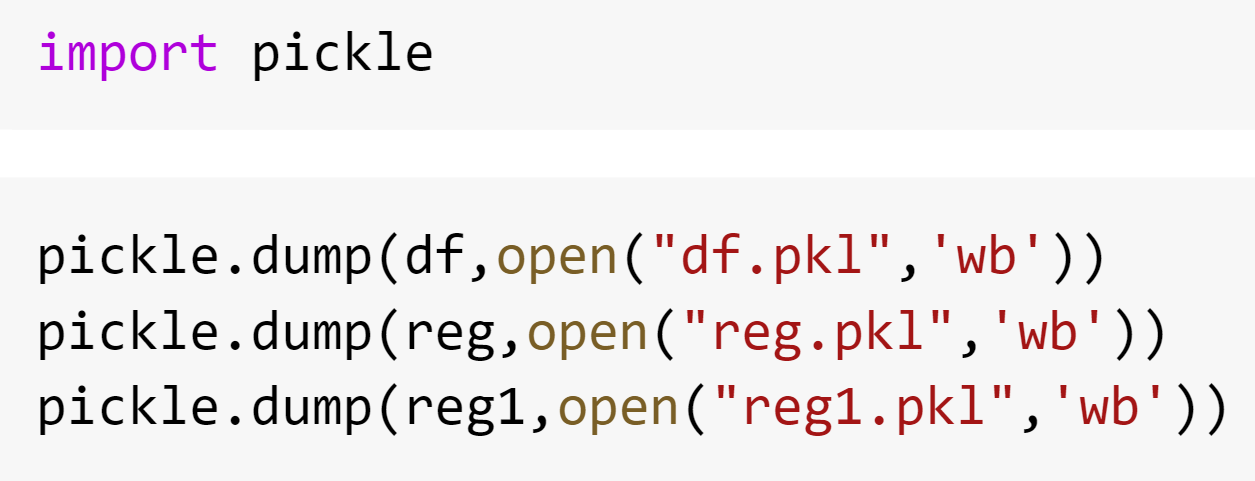 import pickle
pickle.dump(df,open("df.pkl",'wb'))
pickle.dump(reg,open("reg.pkl",'wb'))
pickle.dump(reg1,open("reg1.pkl",'wb'))